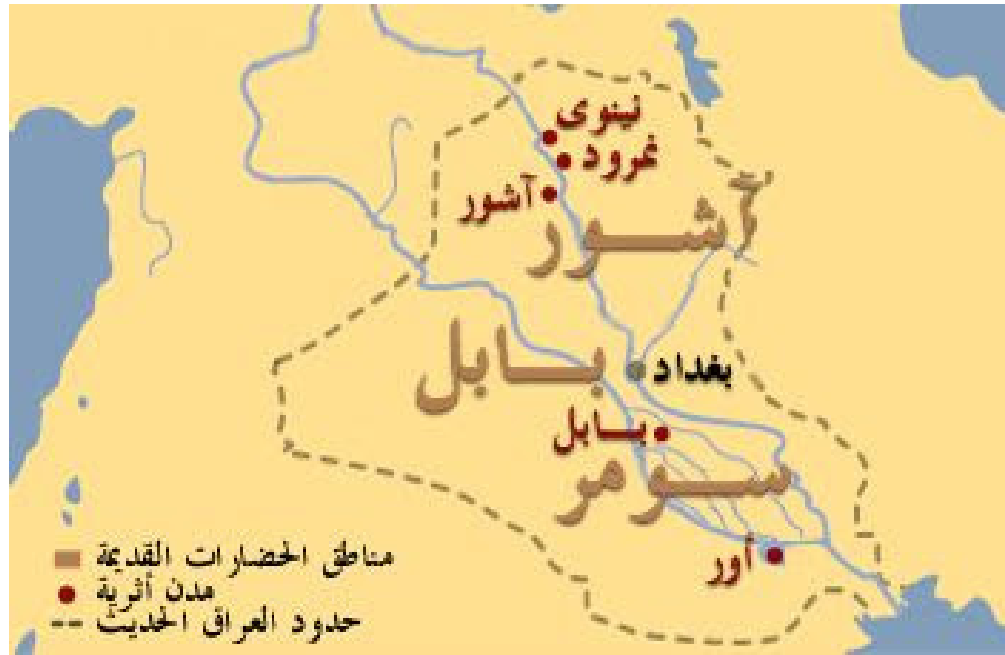 نينوى
نمرود
آشور
آشور
بغداد
بابل
بابل
سومر
أور
مناطق الحضارات القديمة
مدن أثرية
حدود العراق الحديث